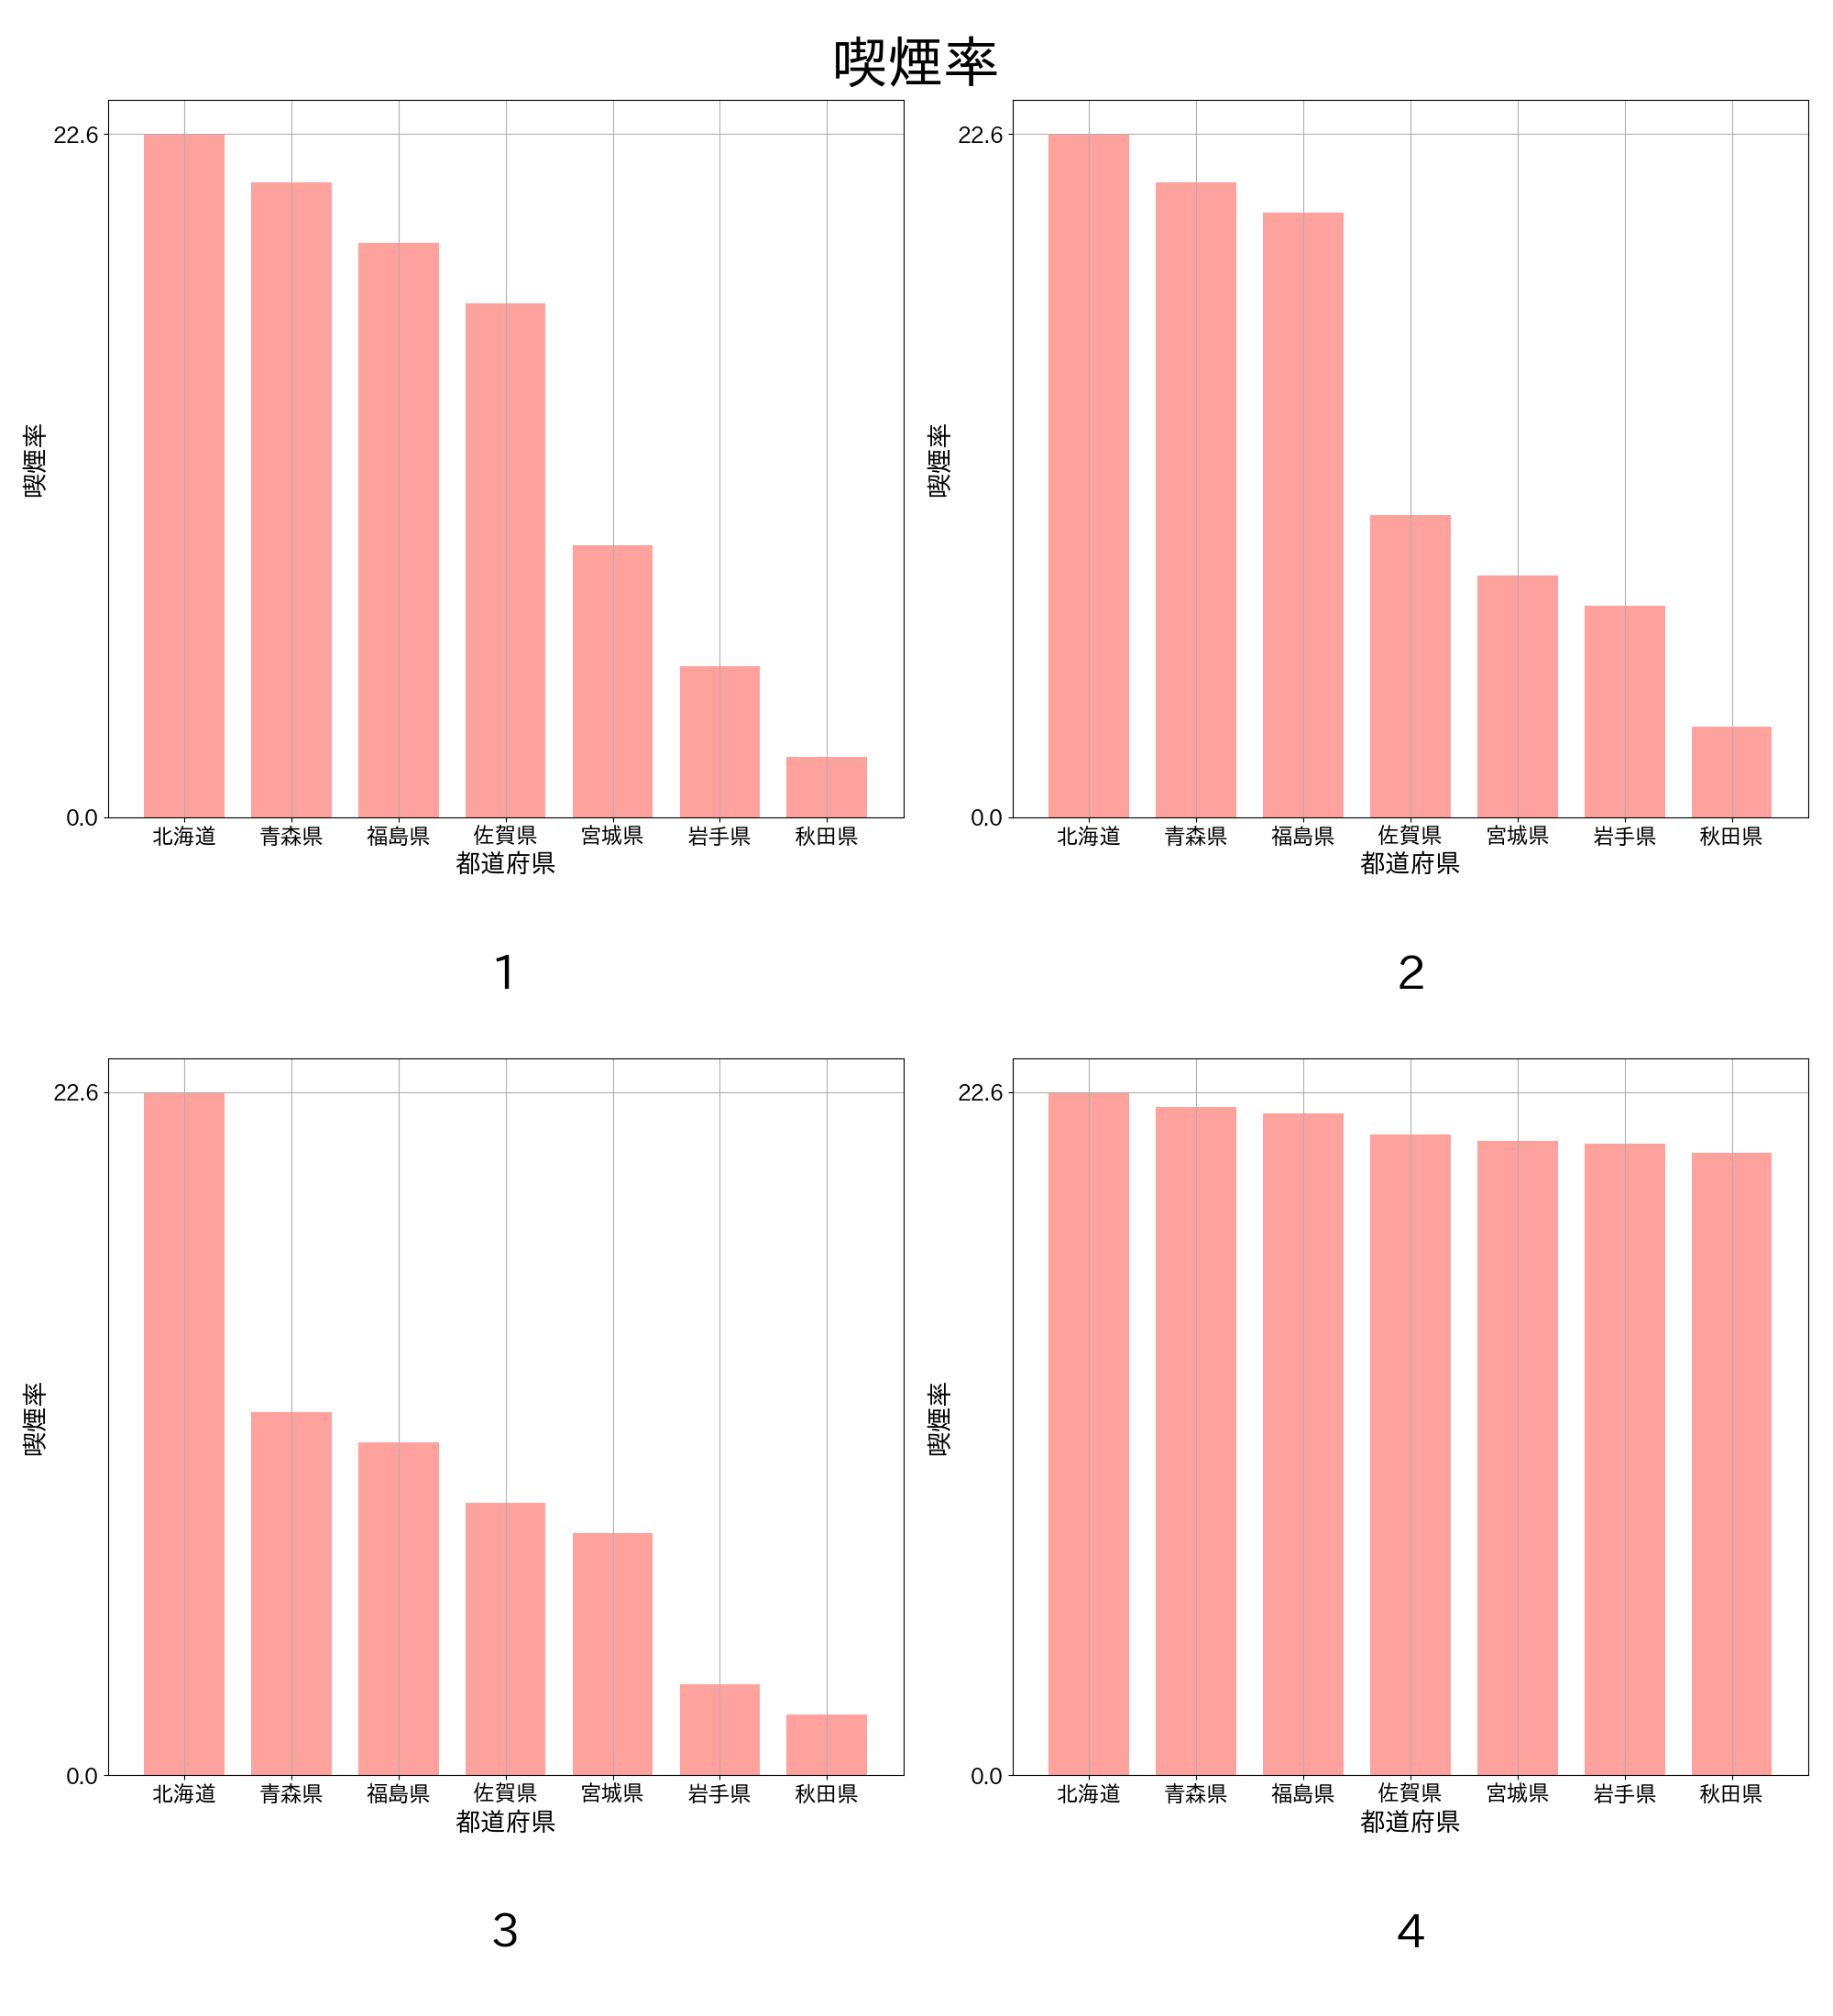 喫煙率
22.6
0.0
喫煙率
北海道 青森県 福島県 佐賀県 宮城県 岩手県 秋田県
都道府県
1
22.6
0.0
喫煙率
北海道 青森県 福島県 佐賀県 宮城県 岩手県 秋田県
都道府県
2
22.6
0.0
喫煙率
北海道 青森県 福島県 佐賀県 宮城県 岩手県 秋田県
都道府県
3
22.6
0.0
喫煙率
北海道 青森県 福島県 佐賀県 宮城県 岩手県 秋田県
都道府県
4